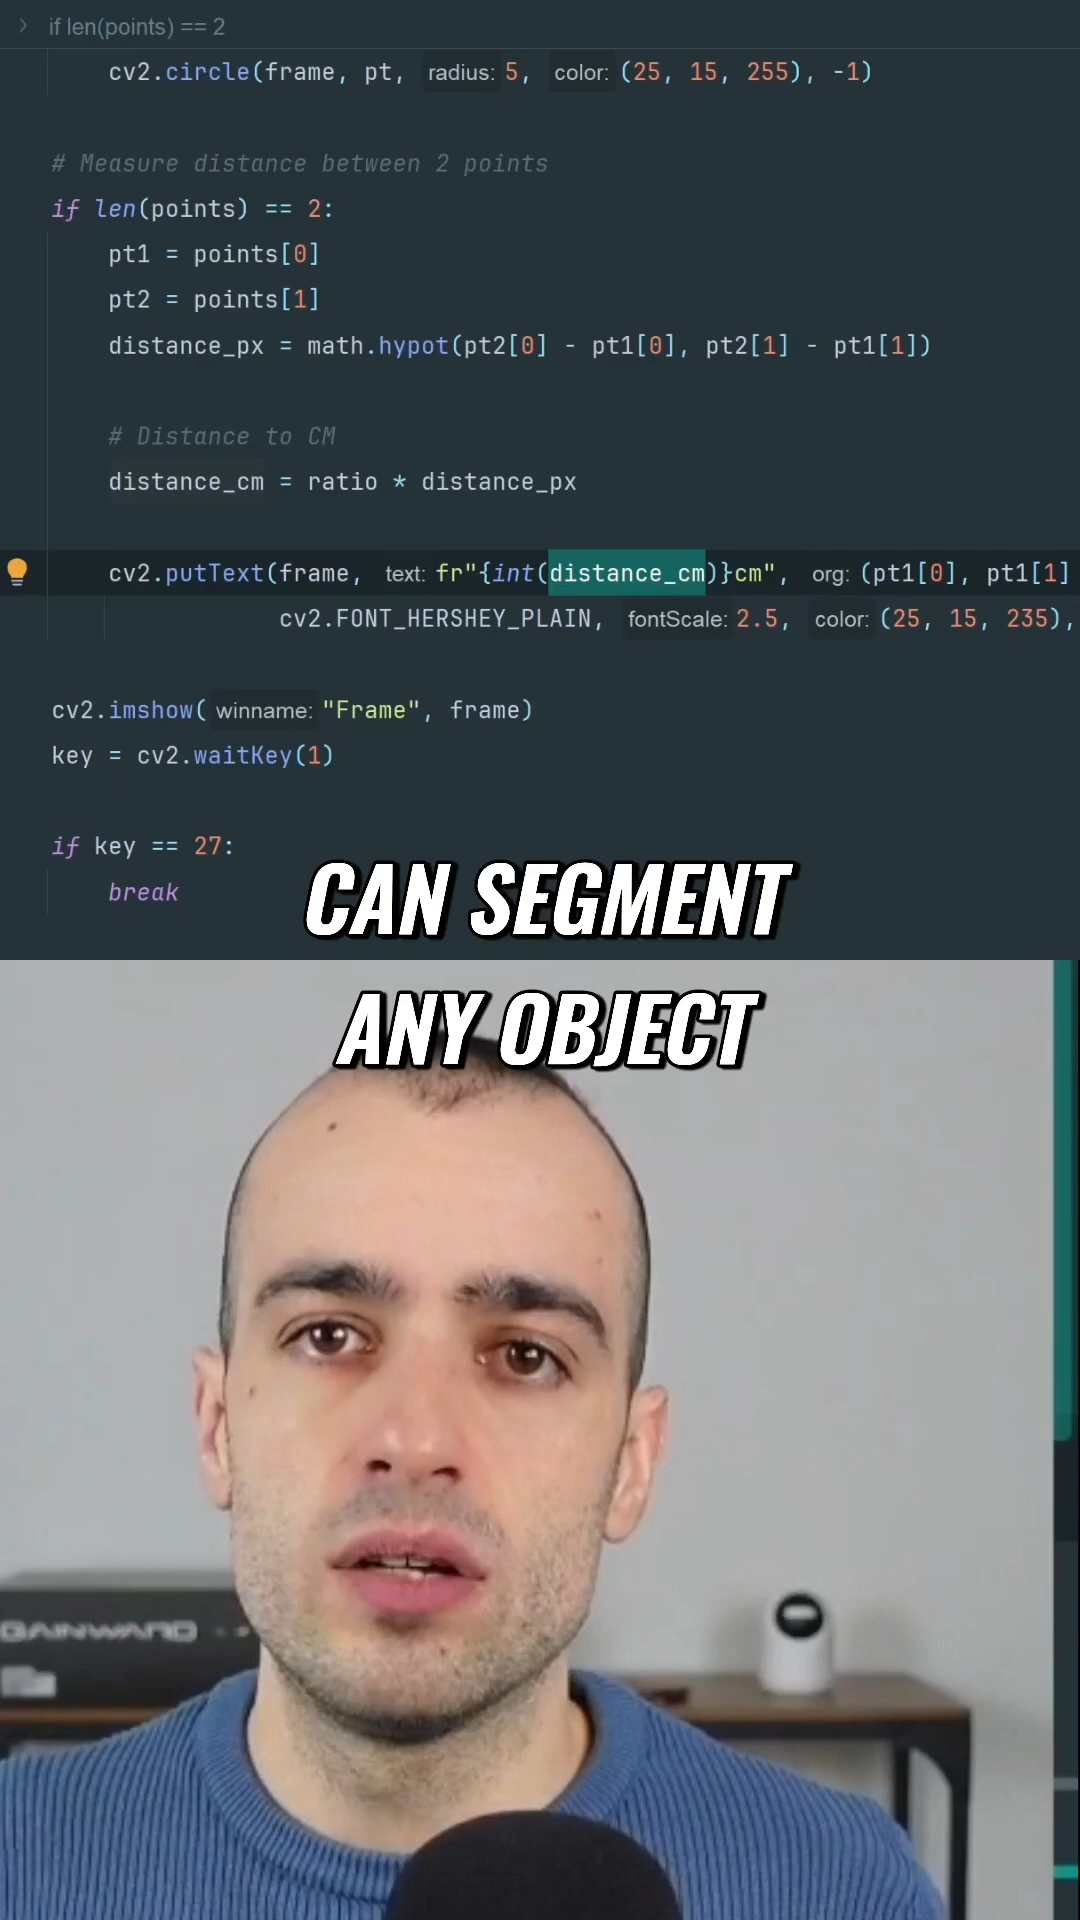 if len(points) == 2
cv2.circle(frame, pt, radius: 5, color: (25, 15, 255), -1)
# Measure distance between 2 points
if len(points) == 2:
pt1 = points[0]
pt2 = points[1]
distance_px = math.hypot(pt2[0] - pt1[0], pt2[1] - pt1[1])
# Distance to CM
distance_cm = ratio * distance_px
cv2.putText(frame, text: fr"{int(distance_cm)}cm", org: (pt1[0], pt1[1]
cv2.FONT_HERSHEY_PLAIN, fontScale: 2.5, color: (25, 15, 235),
cv2.imshow( winname: "Frame", frame)
key = cv2.waitKey(1)
if key == 27:
break
CAN SEGMENT
ANY OBJECT
GAINWARD